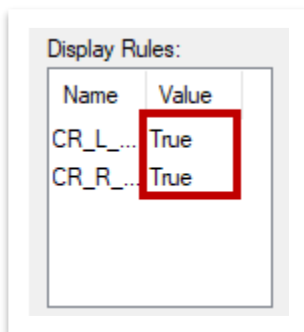 Display Rules:
Name Value
CR_L_... True
CR_R_... True